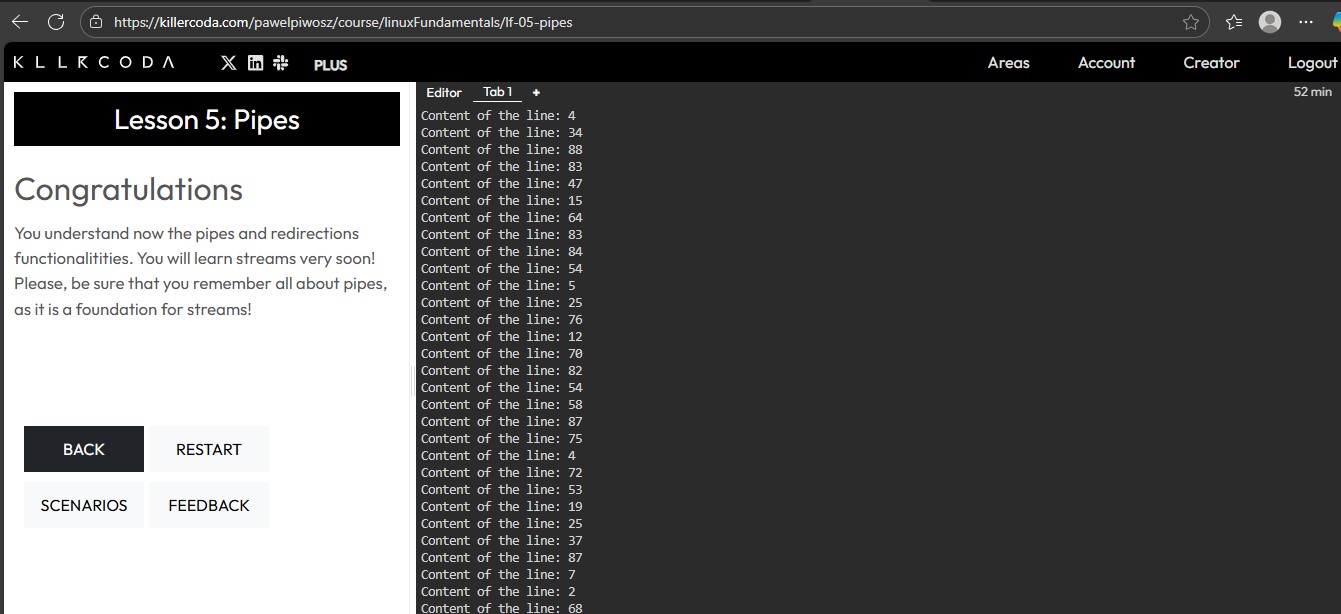 https://killercoda.com/pawelpiwosz/course/linuxFundamentals/lf-05-pipes
KILLERCODA
PLUS
Areas
Account
Creator
Logout
Lesson 5: Pipes
Congratulations
You understand now the pipes and redirections
functionalitities. You will learn streams very soon!
Please, be sure that you remember all about pipes,
as it is a foundation for streams!
BACK
RESTART
SCENARIOS
FEEDBACK
Editor
Tab 1
+
52 min
Content of the line: 4
Content of the line: 34
Content of the line: 88
Content of the line: 83
Content of the line: 47
Content of the line: 15
Content of the line: 64
Content of the line: 83
Content of the line: 84
Content of the line: 54
Content of the line: 5
Content of the line: 25
Content of the line: 76
Content of the line: 12
Content of the line: 70
Content of the line: 82
Content of the line: 54
Content of the line: 58
Content of the line: 87
Content of the line: 75
Content of the line: 4
Content of the line: 72
Content of the line: 53
Content of the line: 19
Content of the line: 25
Content of the line: 37
Content of the line: 87
Content of the line: 7
Content of the line: 2
Content of the line: 68